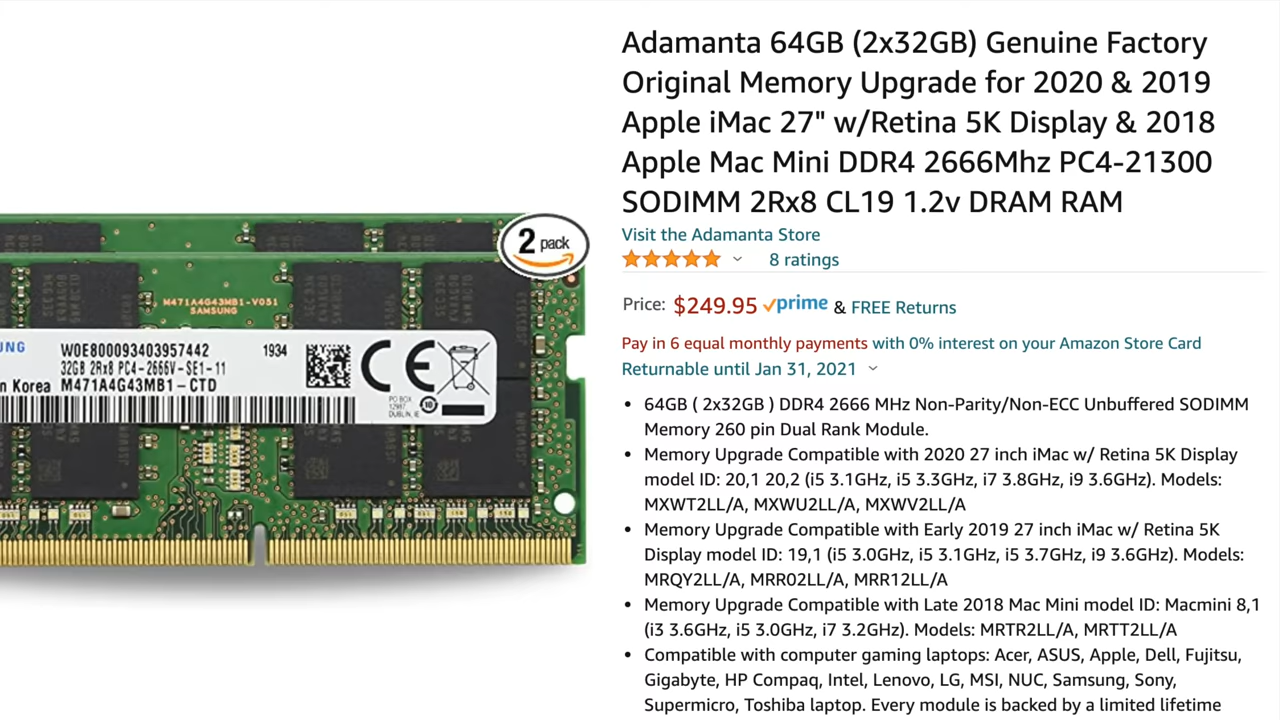 Adamanta 64GB (2x32GB) Genuine Factory
Original Memory Upgrade for 2020 & 2019
Apple iMac 27" w/Retina 5K Display & 2018
Apple Mac Mini DDR4 2666Mhz PC4-21300
SODIMM 2Rx8 CL19 1.2v DRAM RAM
Visit the Adamanta Store
8 ratings
Price: $249.95 prime & FREE Returns
Pay in 6 equal monthly payments with 0% interest on your Amazon Store Card
Returnable until Jan 31, 2021
• 64GB ( 2x32GB ) DDR4 2666 MHz Non-Parity/Non-ECC Unbuffered SODIMM
Memory 260 pin Dual Rank Module.
• Memory Upgrade Compatible with 2020 27 inch iMac w/ Retina 5K Display
model ID: 20,1 20,2 (i5 3.1GHz, i5 3.3GHz, i7 3.8GHz, i9 3.6GHz). Models:
MXWT2LL/A, MXWU2LL/A, MXWV2LL/A
• Memory Upgrade Compatible with Early 2019 27 inch iMac w/ Retina 5K
Display model ID: 19,1 (i5 3.0GHz, i5 3.1GHz, i5 3.7GHz, i9 3.6GHz). Models:
MRQY2LL/A, MRR02LL/A, MRR12LL/A
• Memory Upgrade Compatible with Late 2018 Mac Mini model ID: Macmini 8,1
(i3 3.6GHz, i5 3.0GHz, i7 3.2GHz). Models: MRTR2LL/A, MRTT2LL/A
• Compatible with computer gaming laptops: Acer, ASUS, Apple, Dell, Fujitsu,
Gigabyte, HP Compaq, Intel, Lenovo, LG, MSI, NUC, Samsung, Sony,
Supermicro, Toshiba laptop. Every module is backed by a limited lifetime
2 pack
M471A4G43MB1-V051
SAMSUNG
UNG
W0E800093403957442 1934
32GB 2Rx8 PC4-2666V-SE1-11
n Korea M471A4G43MB1-CTD
CE
PO BOX
12987
DUBLIN, IE
10